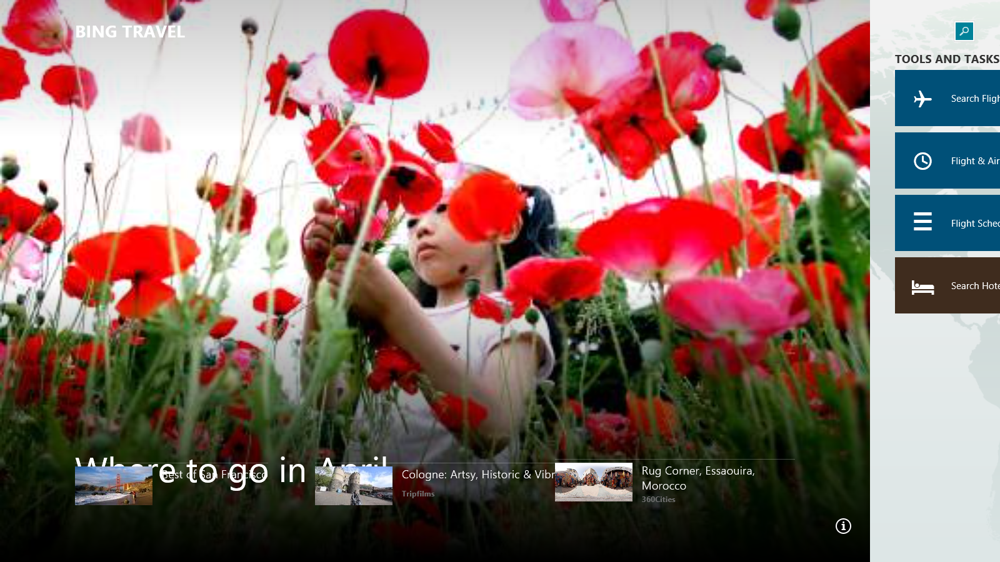 BING TRAVEL
TOOLS AND TASKS
Search Fligh
Flight & Air
Flight Sched
Search Hote
Where to go in April
Best of San Francisco
Cologne: Artsy, Historic & Vibr
Tripfilms
Rug Corner, Essaouira,
Morocco
360Cities